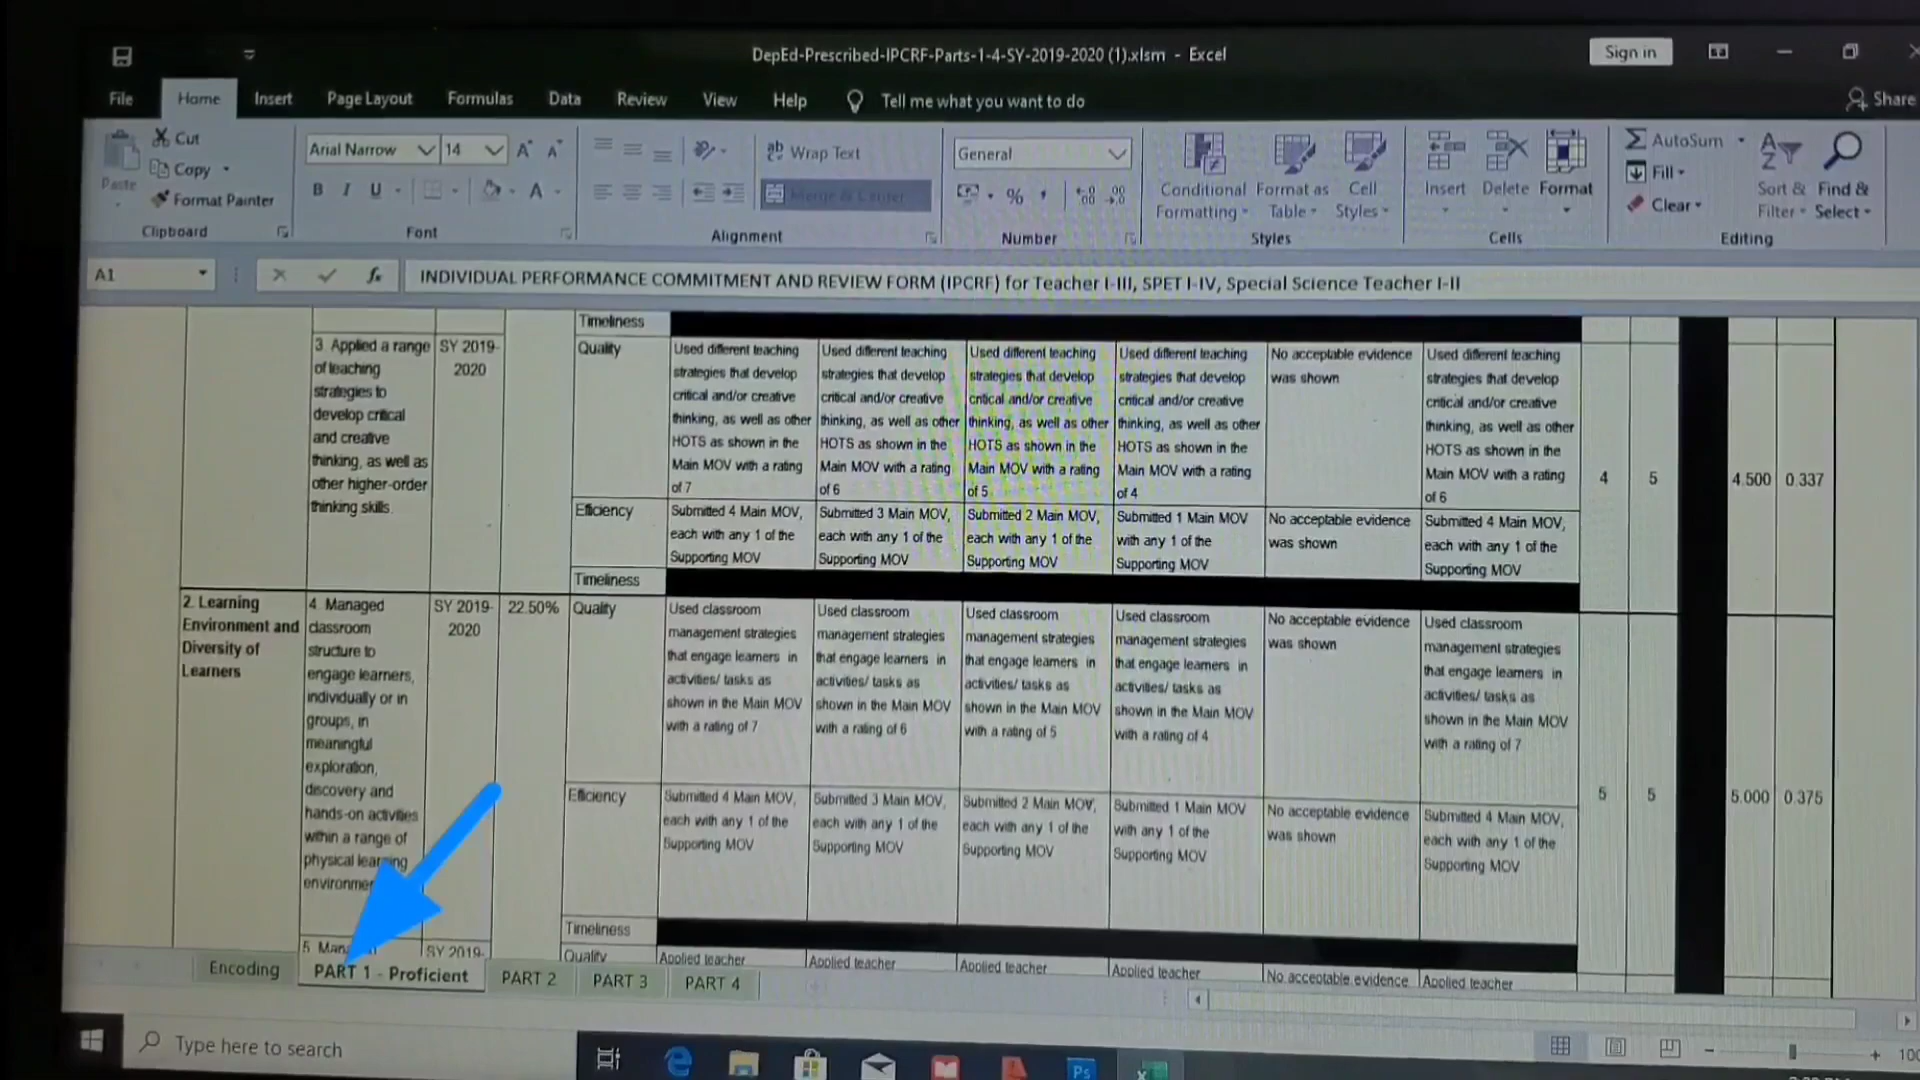 DepEd-Prescribed-IPCRF-Parts-1-4-SY-2019-2020 (1).xlsm - Excel
Sign in
File Home Insert Page Layout Formulas Data Review View Help Tell me what you want to do Share
Cut
Copy
Paste
Format Painter
Clipboard
Arial Narrow 14
B I U
Font
Wrap Text
Merge & Center
Alignment
General
%
Number
Conditional
Formatting
Format as
Table
Cell
Styles
Styles
Insert Delete Format
Cells
AutoSum
Fill
Clear
Sort &
Filter
Find &
Select
Editing
A1
fx
INDIVIDUAL PERFORMANCE COMMITMENT AND REVIEW FORM (IPCRF) for Teacher I-III, SPET I-IV, Special Science Teacher I-II
Timeliness
3 Applied a range
of teaching
strategies to
develop critical
and creative
thinking, as well as
other higher-order
thinking skills.
SY 2019-
2020
Quality
Used different teaching
strategies that develop
critical and/or creative
thinking, as well as other
HOTS as shown in the
Main MOV with a rating
of 7
Used different teaching
strategies that develop
critical and/or creative
thinking, as well as other
HOTS as shown in the
Main MOV with a rating
of 6
Used different teaching
strategies that develop
critical and/or creative
thinking, as well as other
HOTS as shown in the
Main MOV with a rating
of 5
Used different teaching
strategies that develop
critical and/or creative
thinking, as well as other
HOTS as shown in the
Main MOV with a rating
of 4
No acceptable evidence
was shown
Used different teaching
strategies that develop
critical and/or creative
thinking, as well as other
HOTS as shown in the
Main MOV with a rating
of 6
4 5 4.500 0.337
Efficiency
Submitted 4 Main MOV,
each with any 1 of the
Supporting MOV
Submitted 3 Main MOV,
each with any 1 of the
Supporting MOV
Submitted 2 Main MOV,
each with any 1 of the
Supporting MOV
Submitted 1 Main MOV
with any 1 of the
Supporting MOV
No acceptable evidence
was shown
Submitted 4 Main MOV,
each with any 1 of the
Supporting MOV
Timeliness
2. Learning
Environment and
Diversity of
Learners
4. Managed
classroom
structure to
engage learners,
individually or in
groups, in
meaningful
exploration,
discovery and
hands-on activities
within a range of
physical learning
SY 2019-
2020
22.50%
Quality
Used classroom
management strategies
that engage learners in
activities/ tasks as
shown in the Main MOV
with a rating of 7
Used classroom
management strategies
that engage learners in
activities/ tasks as
shown in the Main MOV
with a rating of 6
Used classroom
management strategies
that engage learners in
activities/ tasks as
shown in the Main MOV
with a rating of 5
Used classroom
management strategies
that engage learners in
activities/ tasks as
shown in the Main MOV
with a rating of 4
No acceptable evidence
was shown
Used classroom
management strategies
that engage learners in
activities/ tasks as
shown in the Main MOV
with a rating of 7
5 5 5.000 0.375
Efficiency
Submitted 4 Main MOV,
each with any 1 of the
Supporting MOV
Submitted 3 Main MOV,
each with any 1 of the
Supporting MOV
Submitted 2 Main MOV,
each with any 1 of the
Supporting MOV
Submitted 1 Main MOV
with any 1 of the
Supporting MOV
No acceptable evidence
was shown
Submitted 4 Main MOV,
each with any 1 of the
Supporting MOV
Timeliness
5 SY 2019-
Quality
Applied teacher
Applied teacher
Applied teacher
Applied teacher
No acceptable evidence
Applied teacher
Encoding PART 1 - Proficient PART 2 PART 3 PART 4
Type here to search
Ps